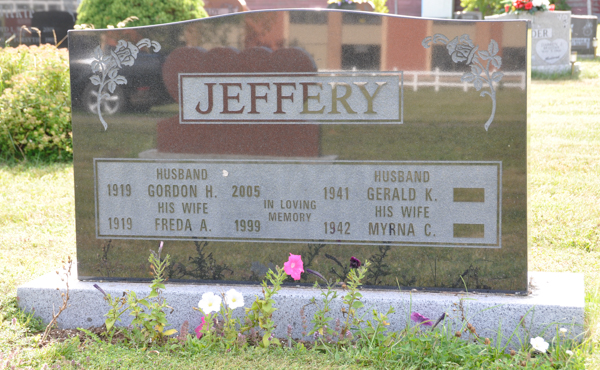 JEFFERY
HUSBAND
1919 GORDON H. 2005
HIS WIFE
1919 FREDA A. 1999
IN LOVING
MEMORY
HUSBAND
1941 GERALD K.
HIS WIFE
1942 MYRNA C.